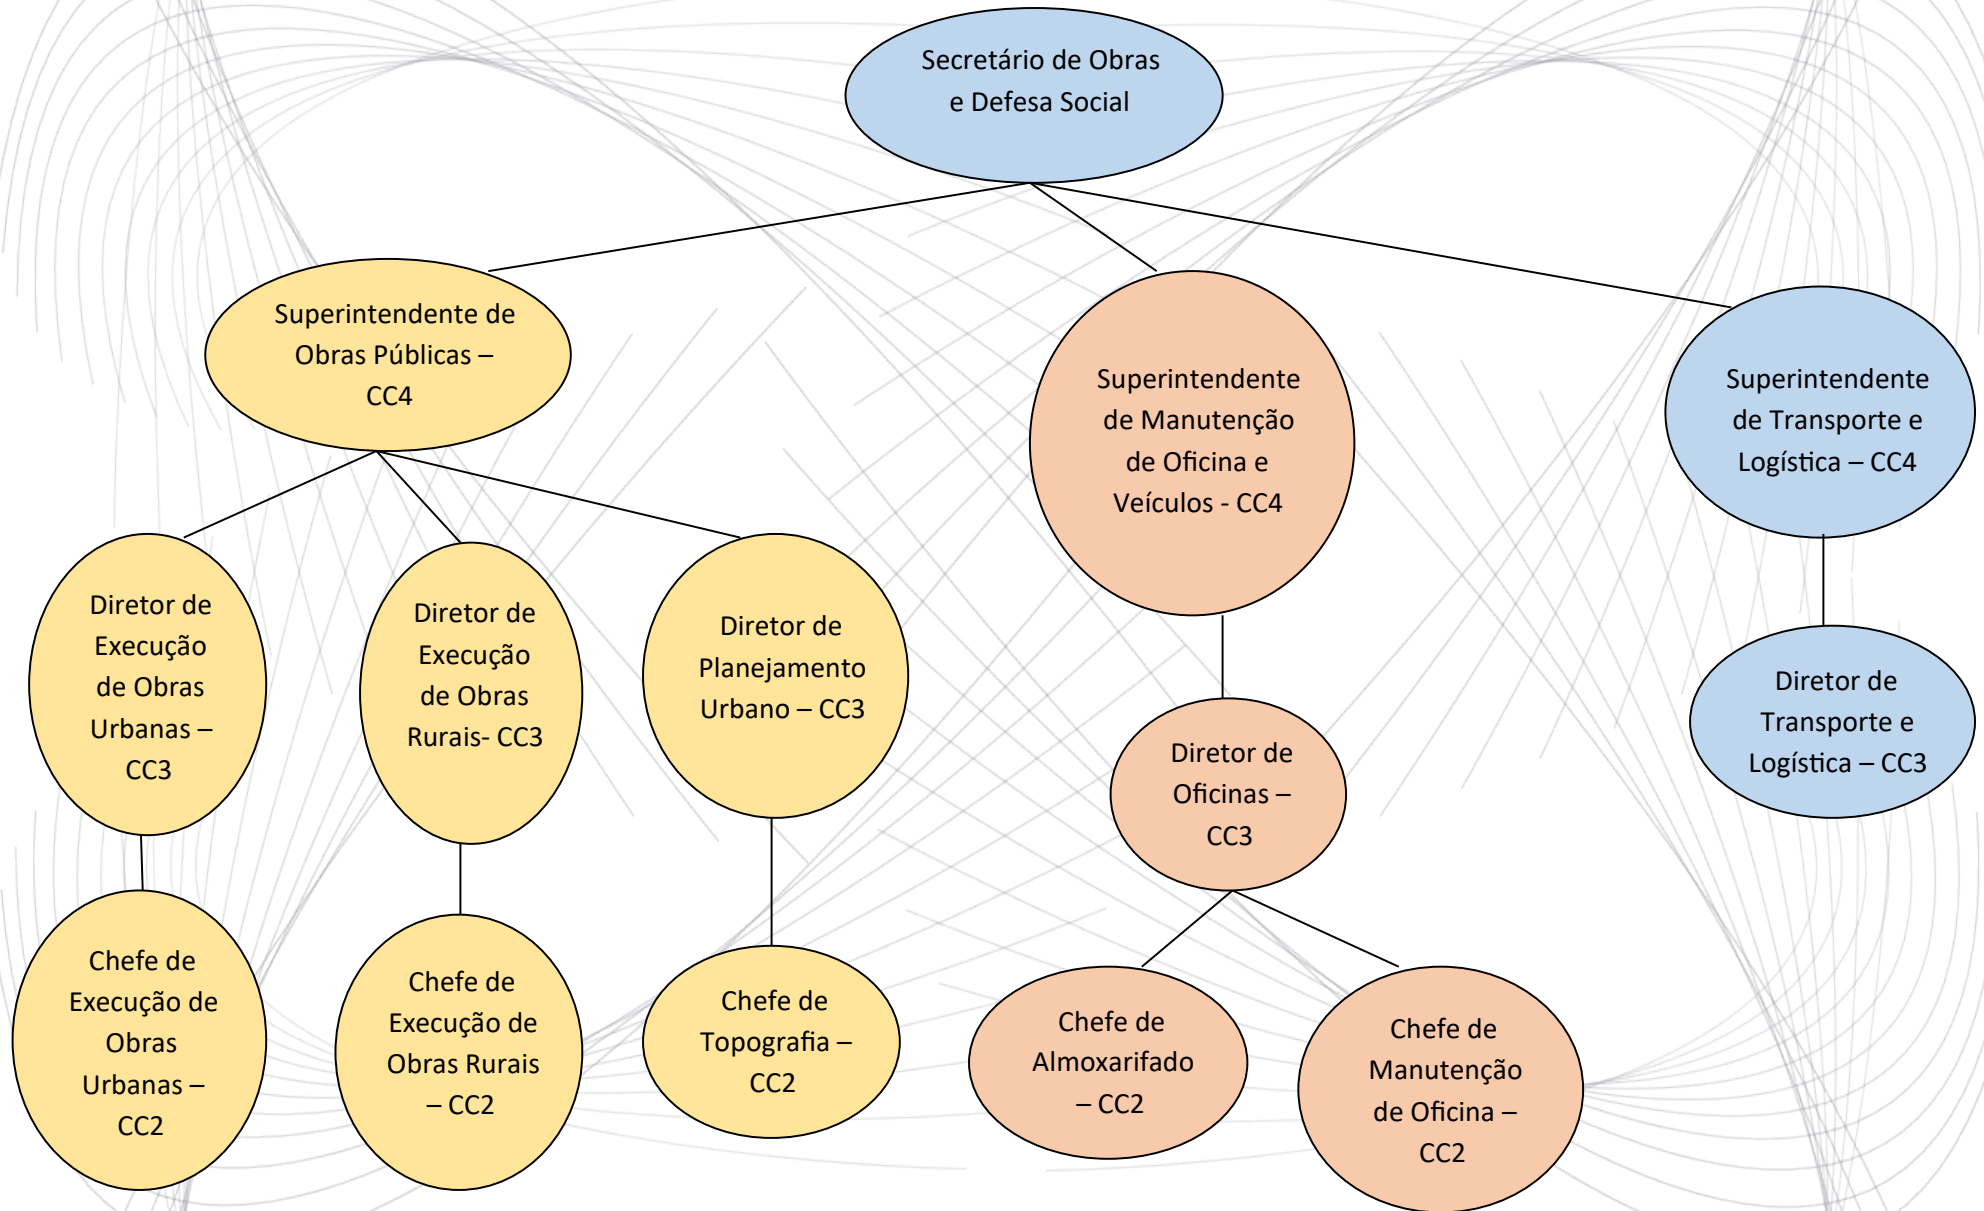 Secretário de Obras
e Defesa Social
Superintendente de
Obras Públicas –
CC4
Superintendente
de Manutenção
de Oficina e
Veículos - CC4
Superintendente
de Transporte e
Logística – CC4
Diretor de
Execução
de Obras
Urbanas –
CC3
Diretor de
Execução
de Obras
Rurais- CC3
Diretor de
Planejamento
Urbano – CC3
Diretor de
Oficinas –
CC3
Diretor de
Transporte e
Logística – CC3
Chefe de
Execução de
Obras
Urbanas –
CC2
Chefe de
Execução de
Obras Rurais
– CC2
Chefe de
Topografia –
CC2
Chefe de
Almoxarifado
– CC2
Chefe de
Manutenção
de Oficina –
CC2